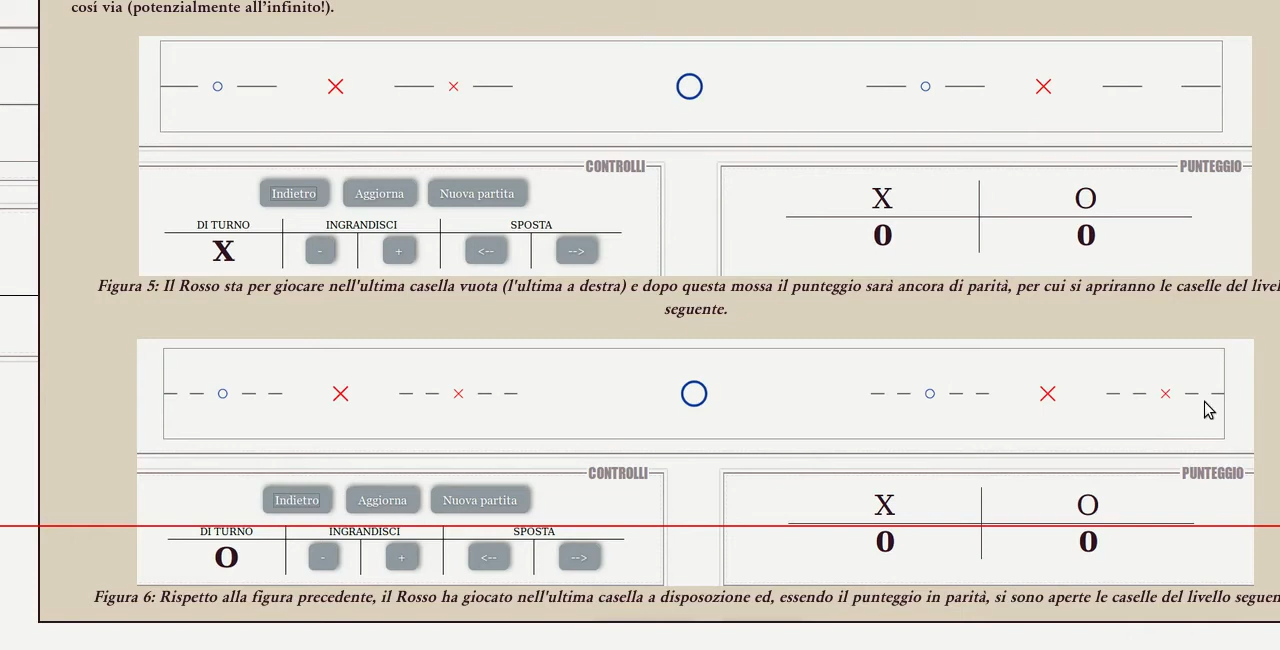 cosí via (potenzialmente all'infinito!).
CONTROLLI
PUNTEGGIO
Indietro Aggiorna Nuova partita
X O
DI TURNO INGRANDISCI SPOSTA
X - + <-- -->
0 0
Figura 5: Il Rosso sta per giocare nell'ultima casella vuota (l'ultima a destra) e dopo questa mossa il punteggio sarà ancora di parità, per cui si apriranno le caselle del
seguente.
CONTROLLI
PUNTEGGIO
Indietro Aggiorna Nuova partita
X O
DI TURNO INGRANDISCI SPOSTA
O - + <-- -->
0 0
Figura 6: Rispetto alla figura precedente, il Rosso ha giocato nell'ultima casella a disposozione ed, essendo il punteggio in parità, si sono aperte le caselle del livello